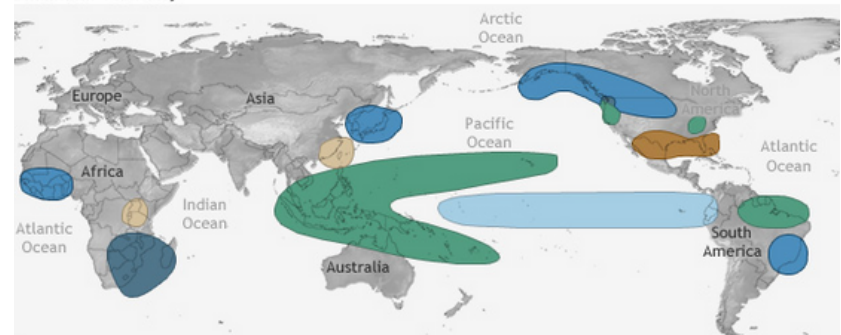 Arctic
Ocean
Europe
Asia
North
America
Pacific
Ocean
Africa
Atlantic
Ocean
Indian
Ocean
Atlantic
Ocean
South
America
Australia